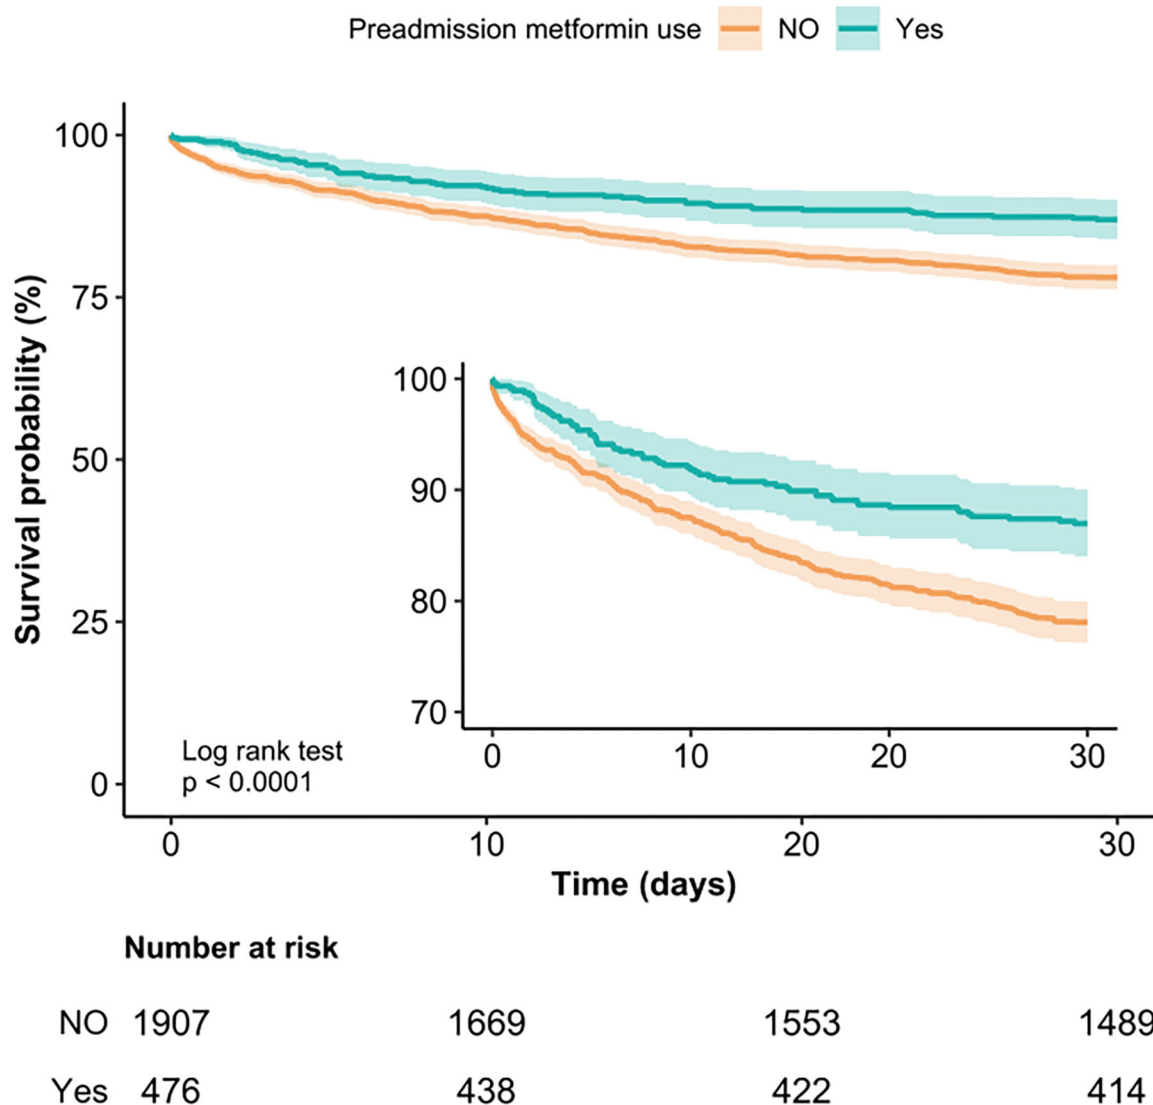 Preadmission metformin use NO Yes
100
75
50
25
0
Survival probability (%)
100
90
80
70
0 10 20 30
Log rank test
p < 0.0001
0 10 20 30
Time (days)
Number at risk
NO 1907 1669 1553 1489
Yes 476 438 422 414